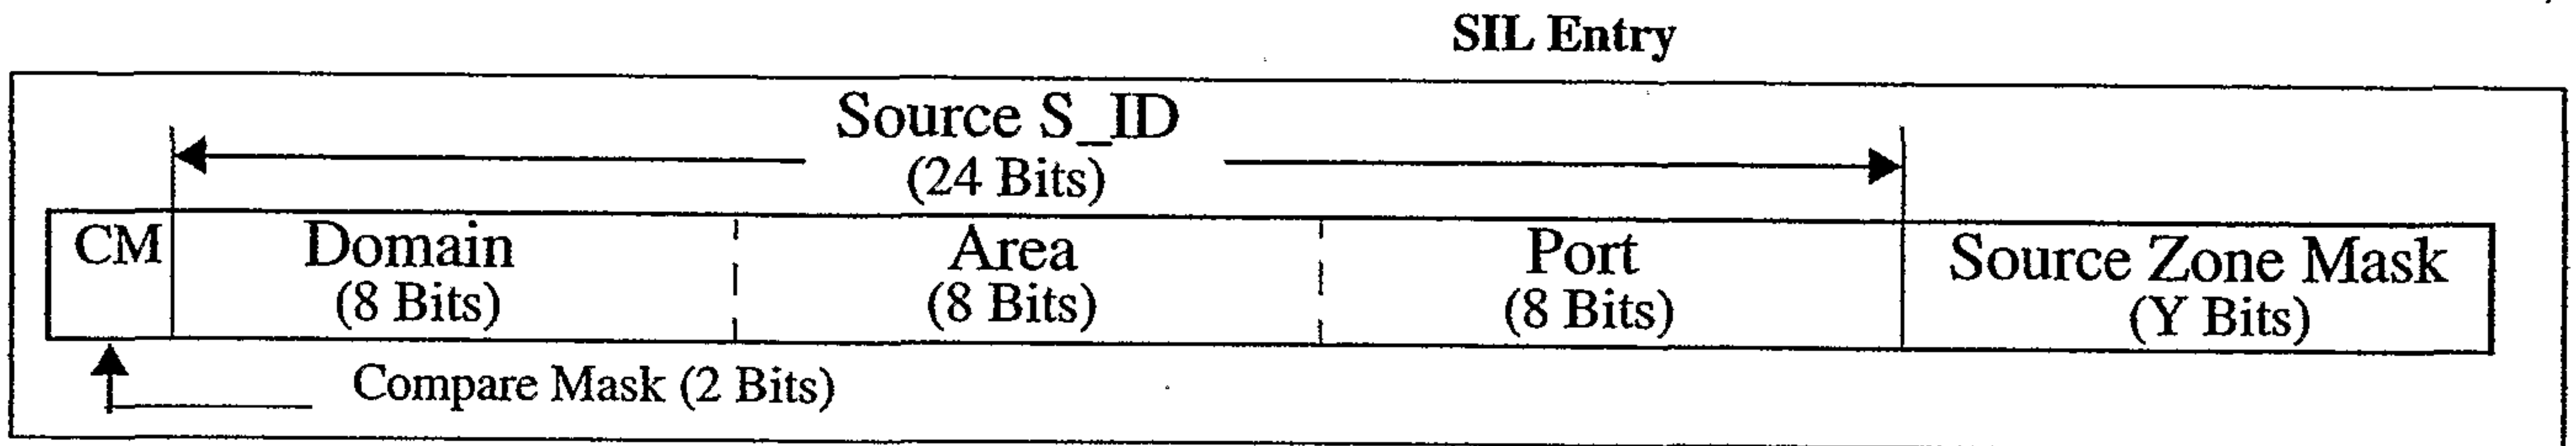 SIL Entry
Source S_ID
(24 Bits)
CM Domain Area Port Source Zone Mask
(8 Bits) (8 Bits) (8 Bits) (Y Bits)
Compare Mask (2 Bits)